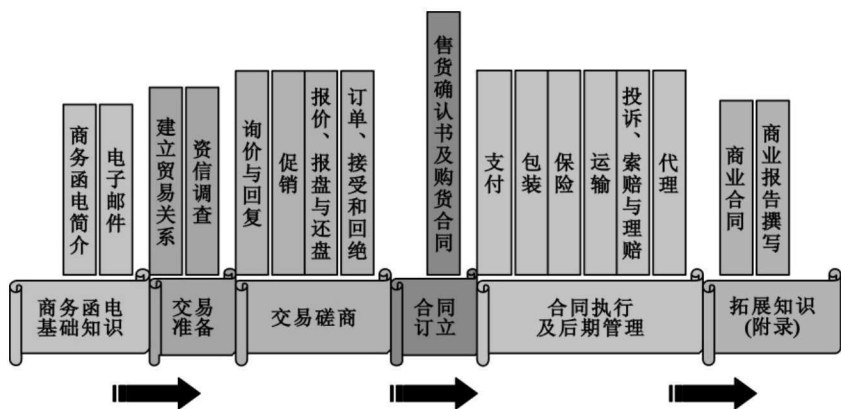 商务函电简介
电子邮件
建立贸易关系
资信调查
询价与回复
促销
报价、报盘与还盘
订单、接受和回绝
售货确认书及购货合同
支付
包装
保险
运输
投诉、索赔与理赔
代理
商业合同
商业报告撰写
商务函电
基础知识
交易
准备
交易磋商
合同
订立
合同执行
及后期管理
拓展知识
(附录)